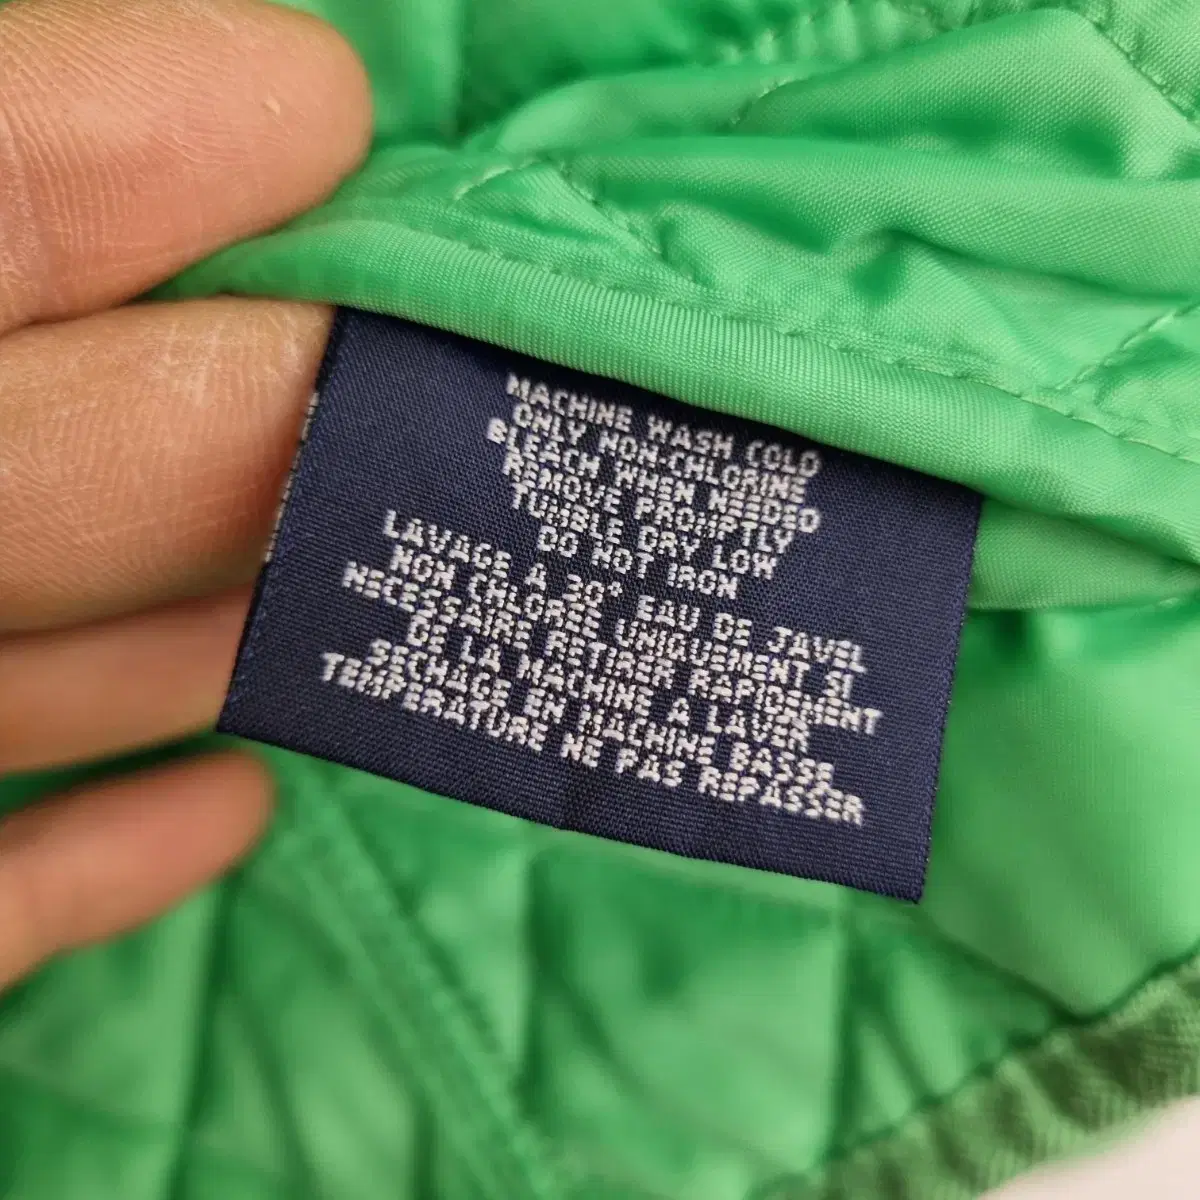 MACHINE WASH COLD
ONLY NON-CHLORINE
BLEACH WHEN NEEDED
REMOVE PROMPTLY
TUMBLE DRY LOW
DO NOT IRON
LAVAGE A 30° EAU DE JAVEL
NON CHLOREE UNIQUEMENT SI
NECESSAIRE RETIRER RAPIDEMENT
DE LA MACHINE A LAVER
SECHAGE EN MACHINE BASSE
TEMPERATURE NE PAS REPASSER